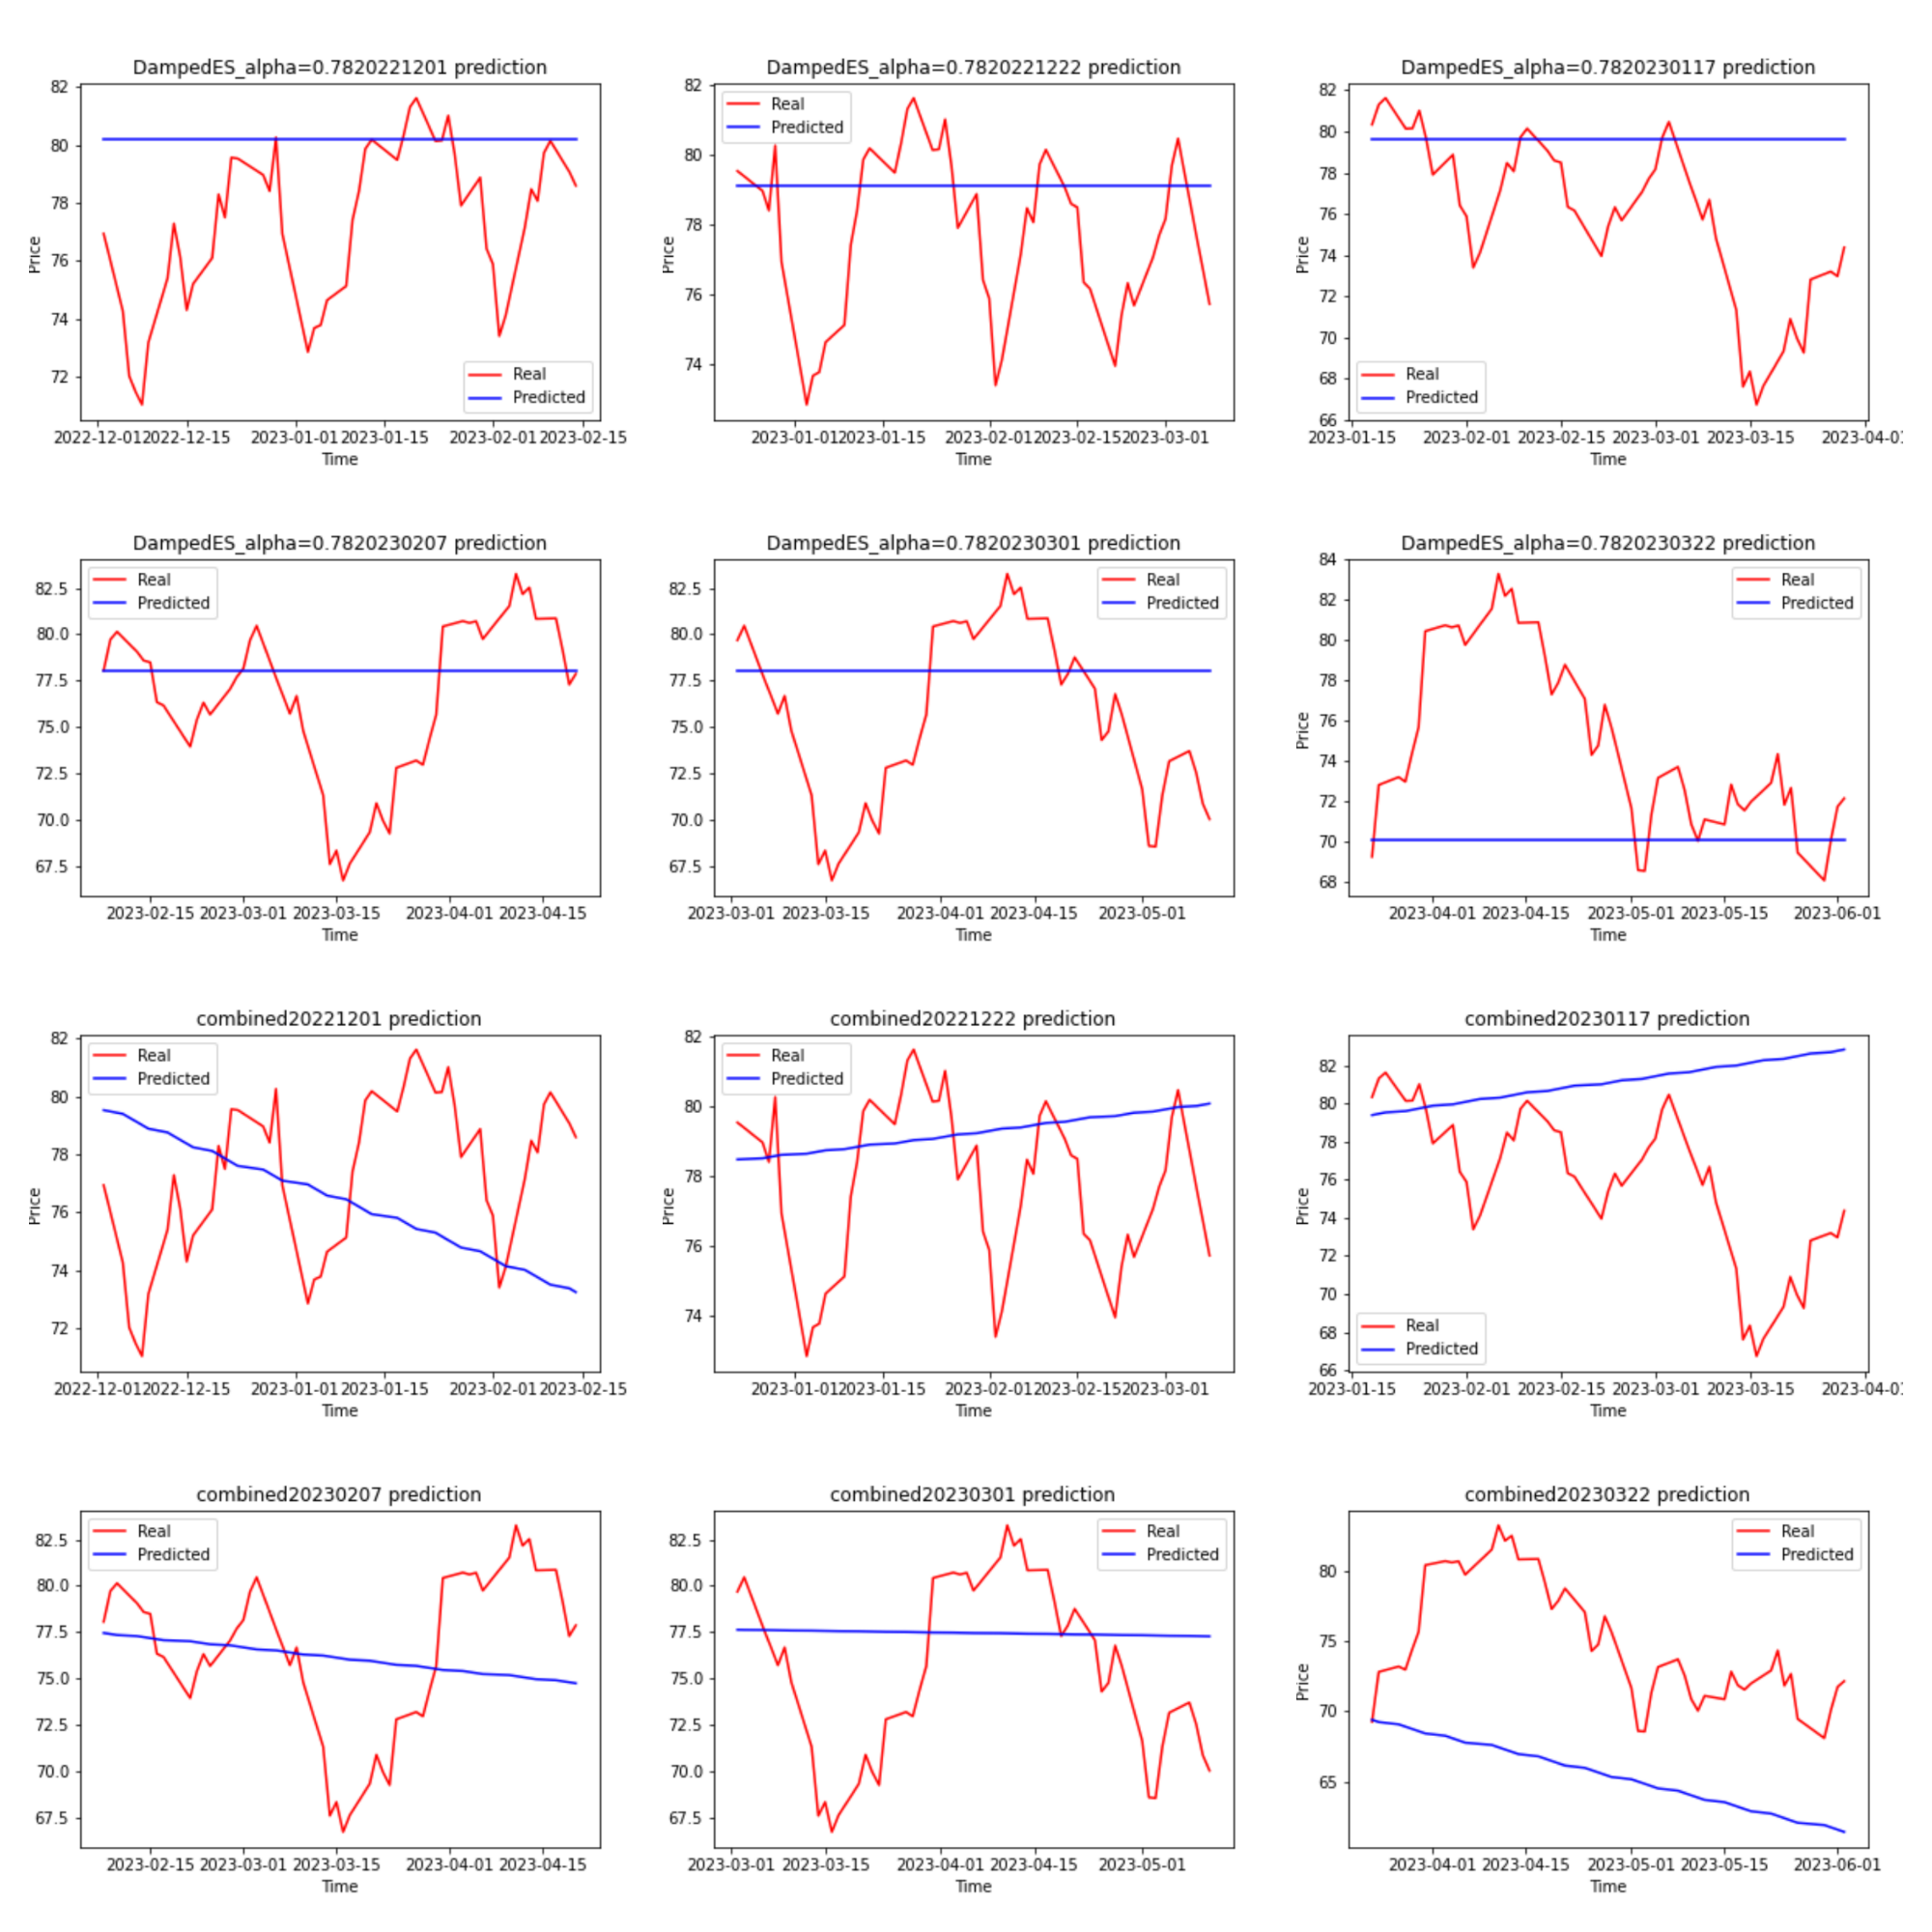 DampedES_alpha=0.7820221201 prediction
82
80
78
76
74
72
Price
Real
Predicted
2022-12-01 2022-12-15 2023-01-01 2023-01-15 2023-02-01 2023-02-15
Time
DampedES_alpha=0.7820221222 prediction
82
80
78
76
74
Price
Real
Predicted
2023-01-01 2023-01-15 2023-02-01 2023-02-15 2023-03-01
Time
DampedES_alpha=0.7820230117 prediction
82
80
78
76
74
72
70
68
66
Price
Real
Predicted
2023-01-15 2023-02-01 2023-02-15 2023-03-01 2023-03-15 2023-04-0
Time
DampedES_alpha=0.7820230207 prediction
82.5
80.0
77.5
75.0
72.5
70.0
67.5
Price
Real
Predicted
2023-02-15 2023-03-01 2023-03-15 2023-04-01 2023-04-15
Time
DampedES_alpha=0.7820230301 prediction
82.5
80.0
77.5
75.0
72.5
70.0
67.5
Price
Real
Predicted
2023-03-01 2023-03-15 2023-04-01 2023-04-15 2023-05-01
Time
DampedES_alpha=0.7820230322 prediction
84
82
80
78
76
74
72
70
68
Price
Real
Predicted
2023-04-01 2023-04-15 2023-05-01 2023-05-15 2023-06-01
Time
combined20221201 prediction
82
80
78
76
74
72
Price
Real
Predicted
2022-12-01 2022-12-15 2023-01-01 2023-01-15 2023-02-01 2023-02-15
Time
combined20221222 prediction
82
80
78
76
74
Price
Real
Predicted
2023-01-01 2023-01-15 2023-02-01 2023-02-15 2023-03-01
Time
combined20230117 prediction
82
80
78
76
74
72
70
68
66
Price
Real
Predicted
2023-01-15 2023-02-01 2023-02-15 2023-03-01 2023-03-15 2023-04-0
Time
combined20230207 prediction
82.5
80.0
77.5
75.0
72.5
70.0
67.5
Price
Real
Predicted
2023-02-15 2023-03-01 2023-03-15 2023-04-01 2023-04-15
Time
combined20230301 prediction
82.5
80.0
77.5
75.0
72.5
70.0
67.5
Price
Real
Predicted
2023-03-01 2023-03-15 2023-04-01 2023-04-15 2023-05-01
Time
combined20230322 prediction
80
75
70
65
Price
Real
Predicted
2023-04-01 2023-04-15 2023-05-01 2023-05-15 2023-06-01
Time